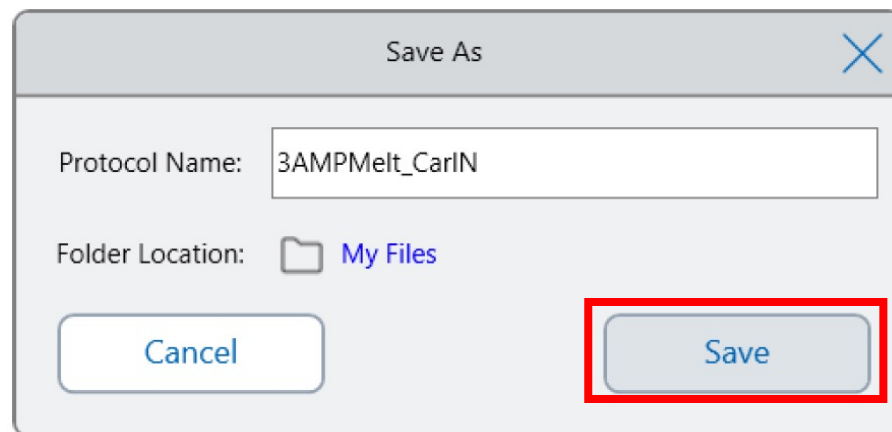 Save As
Protocol Name: 3AMPMelt_CarIN
Folder Location: My Files
Cancel Save